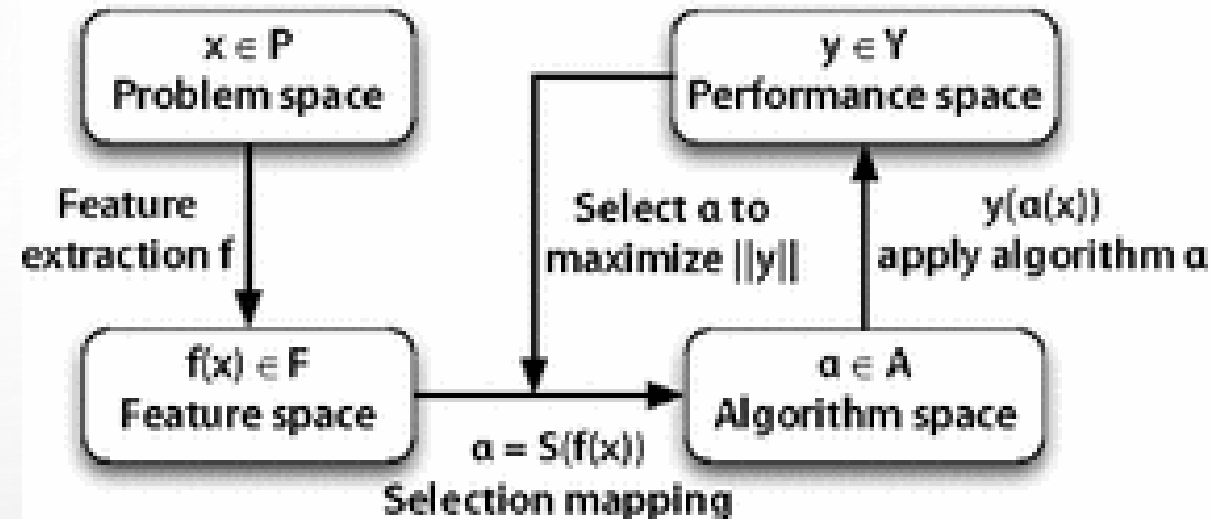 x ∈ P
Problem space
y ∈ Y
Performance space
Feature
extraction f
Select α to
maximize ||y||
y(α(x))
apply algorithm α
f(x) ∈ F
Feature space
α = S(f(x))
Selection mapping
α ∈ A
Algorithm space